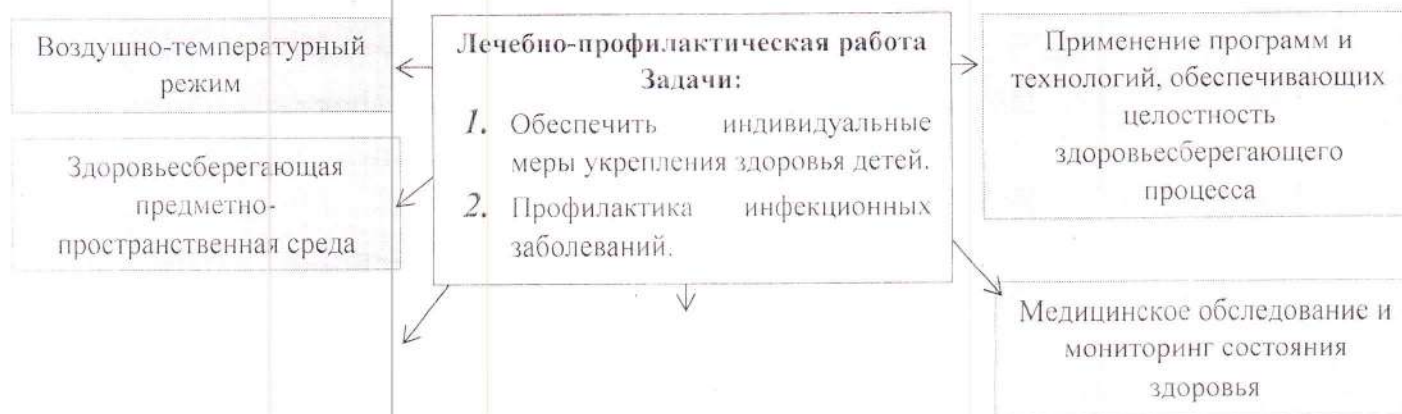 Воздушно-температурный
режим
Здоровьесберегающая
предметно-
пространственная среда
Лечебно-профилактическая работа
Задачи:
1. Обеспечить индивидуальные
меры укрепления здоровья детей.
2. Профилактика инфекционных
заболеваний.
Применение программ и
технологий, обеспечивающих
целостность
здоровьесберегающего
процесса
Медицинское обследование и
мониторинг состояния
здоровья